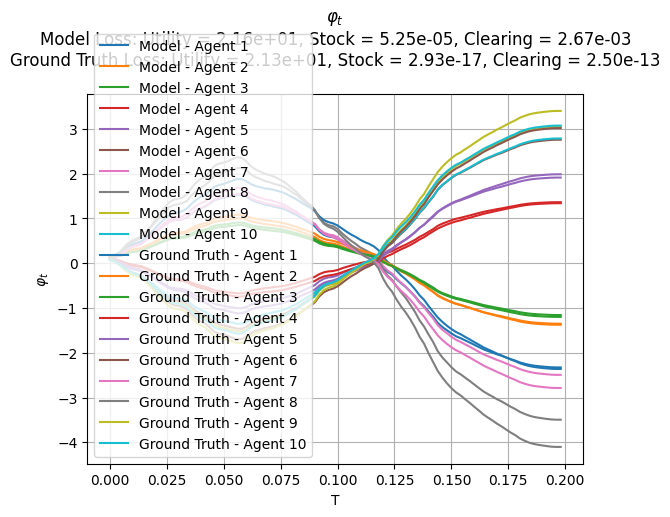 φₜ
Model Loss: Utility = 2.16e+01, Stock = 5.25e-05, Clearing = 2.67e-03
Ground Truth Loss: Utility = 2.13e+01, Stock = 2.93e-17, Clearing = 2.50e-13
Model - Agent 1
Model - Agent 2
Model - Agent 3
Model - Agent 4
Model - Agent 5
Model - Agent 6
Model - Agent 7
Model - Agent 8
Model - Agent 9
Model - Agent 10
Ground Truth - Agent 1
Ground Truth - Agent 2
Ground Truth - Agent 3
Ground Truth - Agent 4
Ground Truth - Agent 5
Ground Truth - Agent 6
Ground Truth - Agent 7
Ground Truth - Agent 8
Ground Truth - Agent 9
Ground Truth - Agent 10
3
2
1
0
−1
−2
−3
−4
φₜ
0.000 0.025 0.050 0.075 0.100 0.125 0.150 0.175 0.200
T